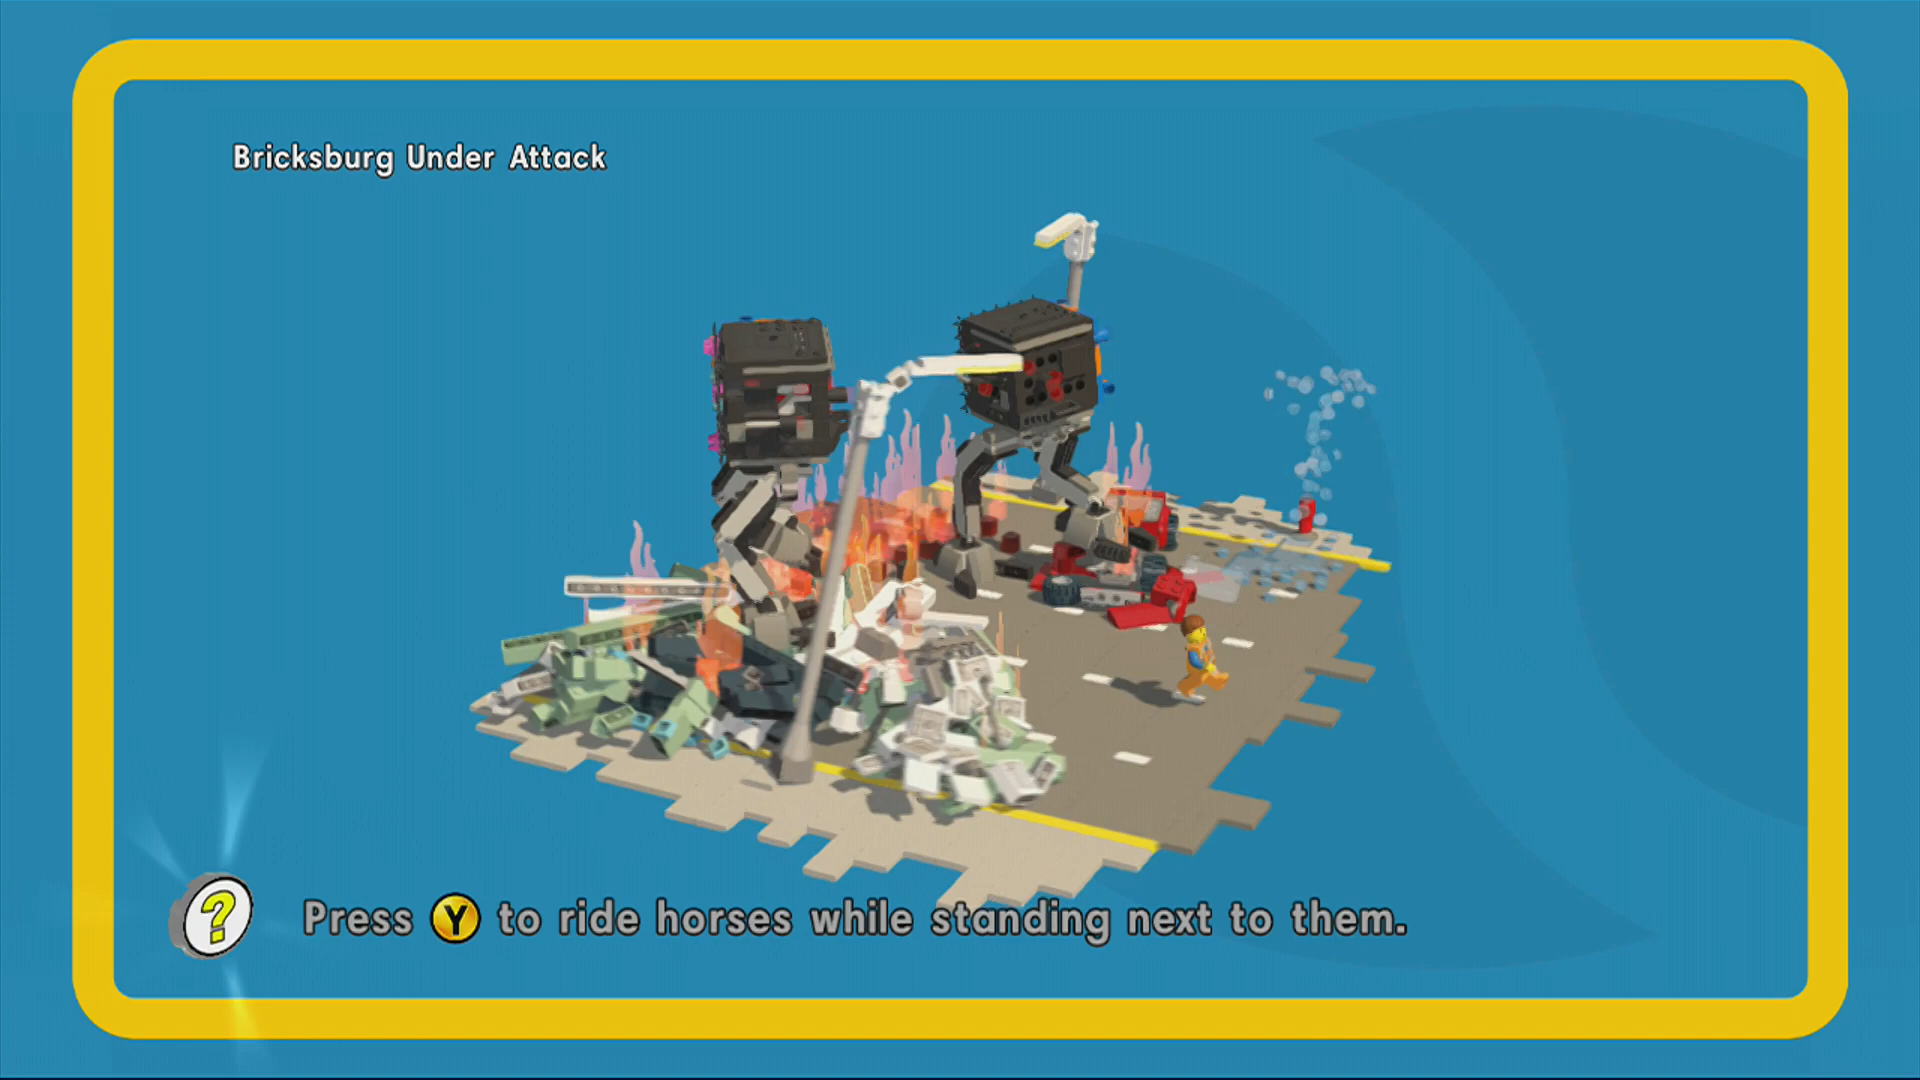 Bricksburg Under Attack
? Press Y to ride horses while standing next to them.